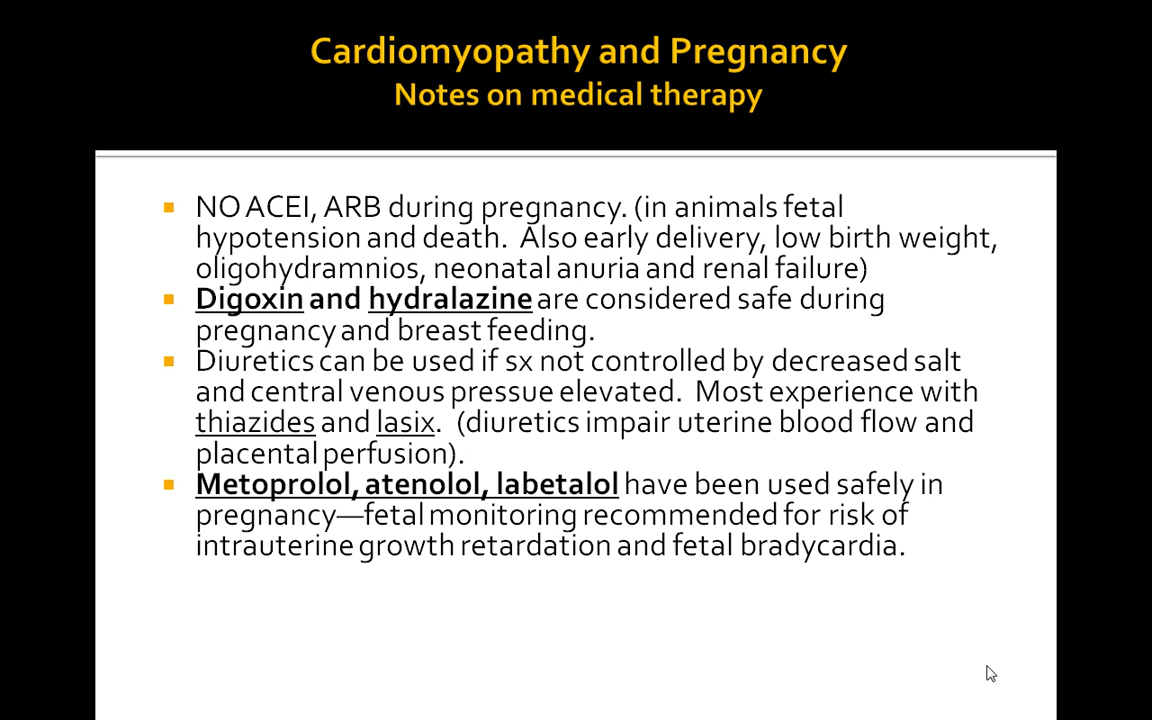 Cardiomyopathy and Pregnancy
Notes on medical therapy
NO ACEI, ARB during pregnancy. (in animals fetal
hypotension and death. Also early delivery, low birth weight,
oligohydramnios, neonatal anuria and renal failure)
Digoxin and hydralazine are considered safe during
pregnancy and breast feeding.
Diuretics can be used if sx not controlled by decreased salt
and central venous pressue elevated. Most experience with
thiazides and lasix. (diuretics impair uterine blood flow and
placental perfusion).
Metoprolol, atenolol, labetalol have been used safely in
pregnancy—fetal monitoring recommended for risk of
intrauterine growth retardation and fetal bradycardia.